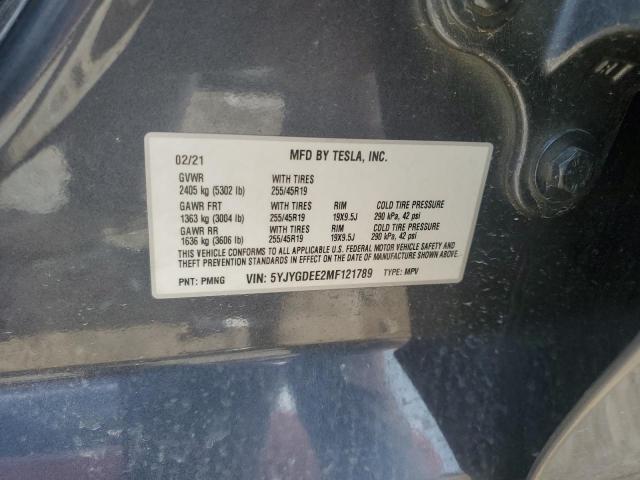 02/21 MFD BY TESLA, INC.
GVWR WITH TIRES
2405 kg (5302 lb) 255/45R19
GAWR FRT WITH TIRES RIM COLD TIRE PRESSURE
1363 kg (3004 lb) 255/45R19 19X9.5J 290 kPa, 42 psi
GAWR RR WITH TIRES RIM COLD TIRE PRESSURE
1636 kg (3606 lb) 255/45R19 19X9.5J 290 kPa, 42 psi
THIS VEHICLE CONFORMS TO ALL APPLICABLE U.S. FEDERAL MOTOR VEHICLE SAFETY AND
THEFT PREVENTION STANDARDS IN EFFECT ON THE DATE OF MANUFACTURE SHOWN ABOVE.
PNT: PMNG VIN: 5YJYGDEE2MF121789 TYPE: MPV